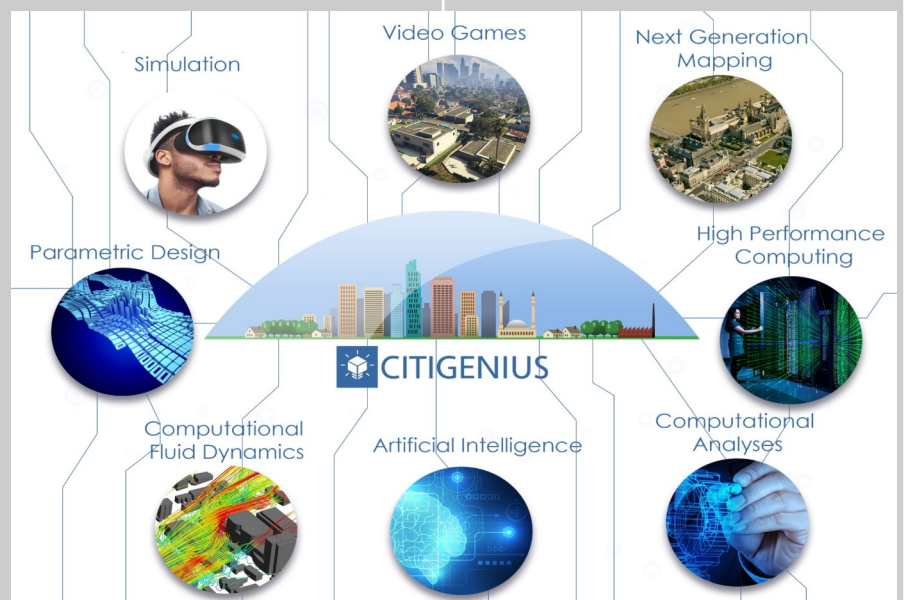 Video Games
Next Generation
Mapping
Simulation
Parametric Design
High Performance
Computing
CITIGENIUS
Computational
Fluid Dynamics
Artificial Intelligence
Computational
Analyses